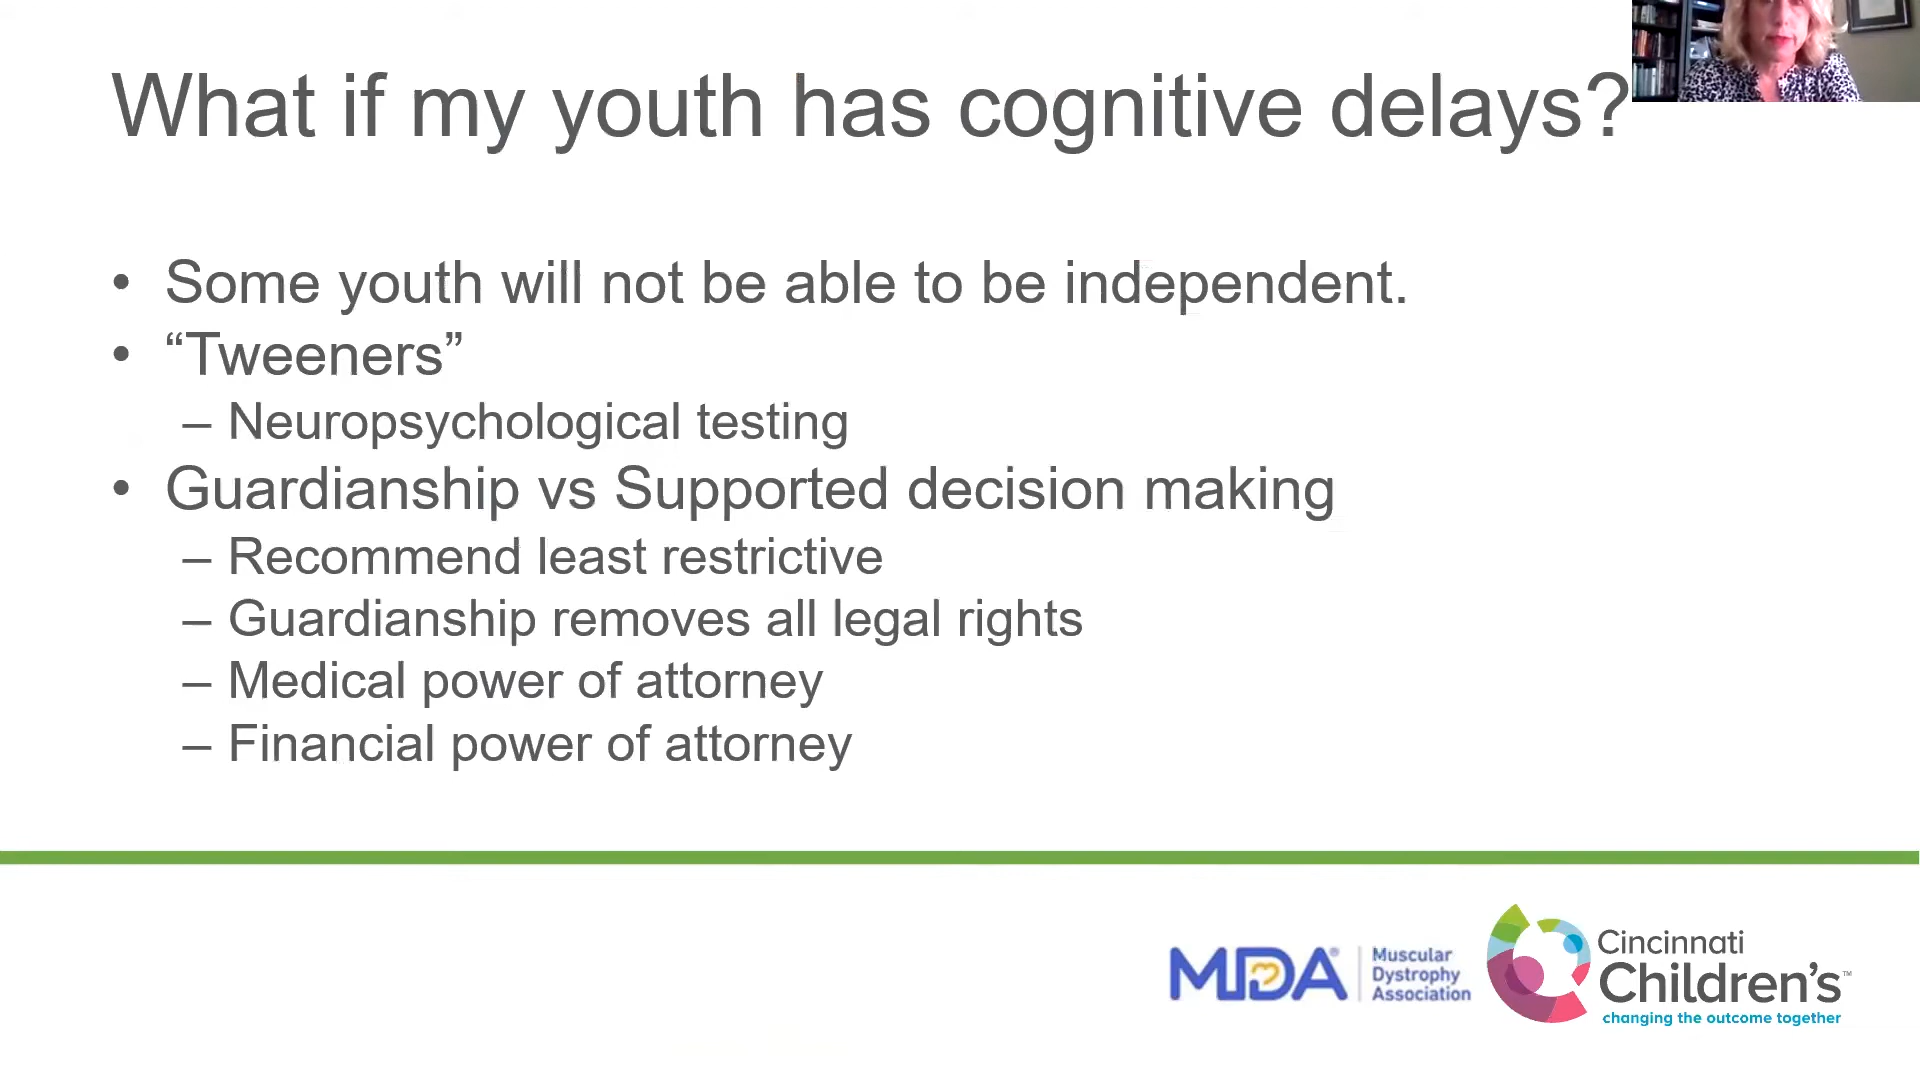 What if my youth has cognitive delays?
• Some youth will not be able to be independent.
• “Tweeners”
– Neuropsychological testing
• Guardianship vs Supported decision making
– Recommend least restrictive
– Guardianship removes all legal rights
– Medical power of attorney
– Financial power of attorney
MDA®
Muscular
Dystrophy
Association
Cincinnati
Children’s™
changing the outcome together